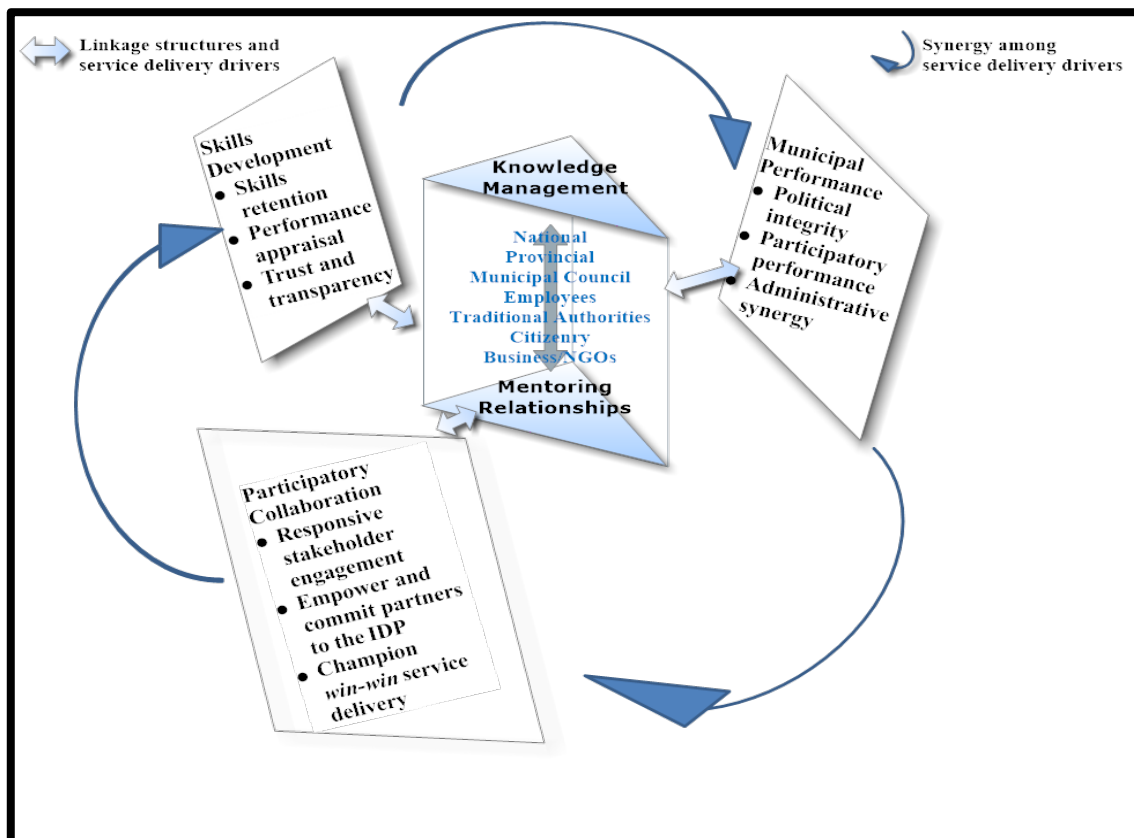 Linkage structures and
service delivery drivers
Synergy among
service delivery drivers
Skills
Development
● Skills
retention
● Performance
appraisal
● Trust and
transparency
Knowledge
Management
National
Provincial
Municipal Council
Employees
Traditional Authorities
Citizenry
Business/NGOs
Mentoring
Relationships
Municipal
Performance
● Political
integrity
● Participatory
performance
● Administrative
synergy
Participatory
Collaboration
● Responsive
stakeholder
engagement
● Empower and
commit partners
to the IDP
● Champion
win-win service
delivery